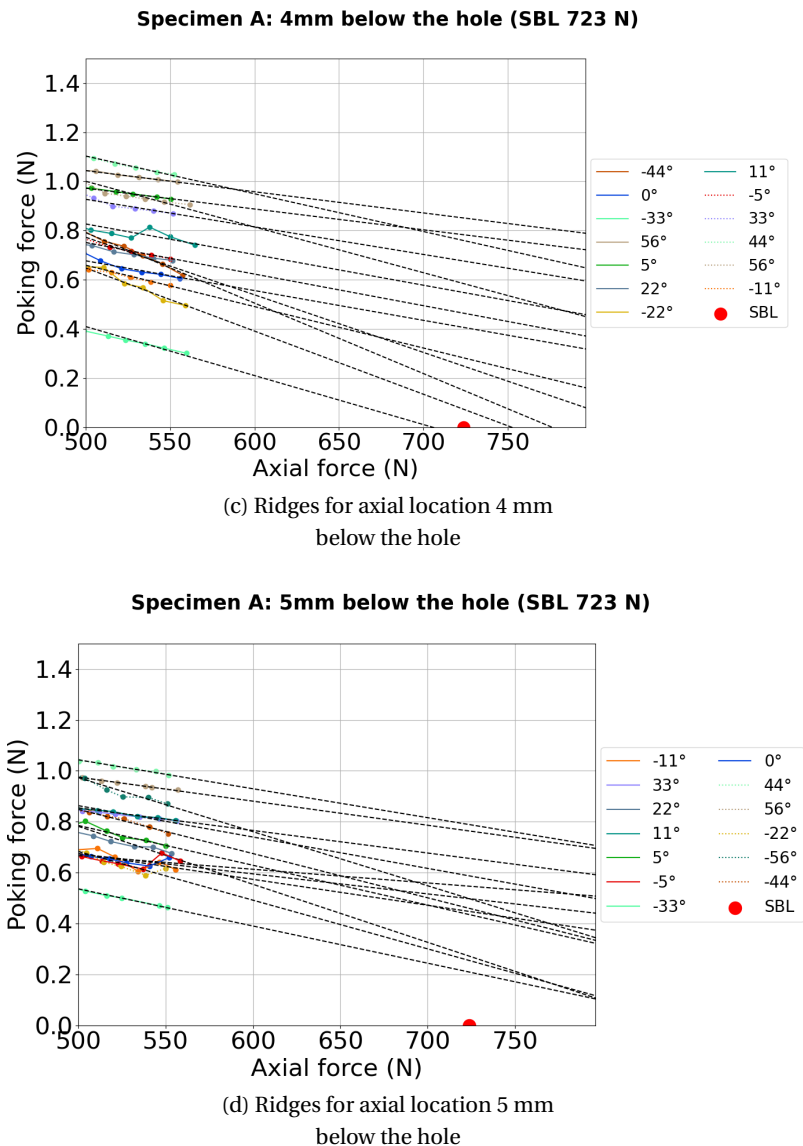 Specimen A: 4mm below the hole (SBL 723 N)
1.4
1.2
1.0
0.8
0.6
0.4
0.2
0.0
Poking force (N)
500 550 600 650 700 750
Axial force (N)
-44° 11°
0° -5°
-33° 33°
56° 44°
5° 56°
22° -11°
-22° SBL
(c) Ridges for axial location 4 mm
below the hole
Specimen A: 5mm below the hole (SBL 723 N)
1.4
1.2
1.0
0.8
0.6
0.4
0.2
0.0
Poking force (N)
500 550 600 650 700 750
Axial force (N)
-11° 0°
33° 44°
22° 56°
11° -22°
5° -56°
-5° -44°
-33° SBL
(d) Ridges for axial location 5 mm
below the hole